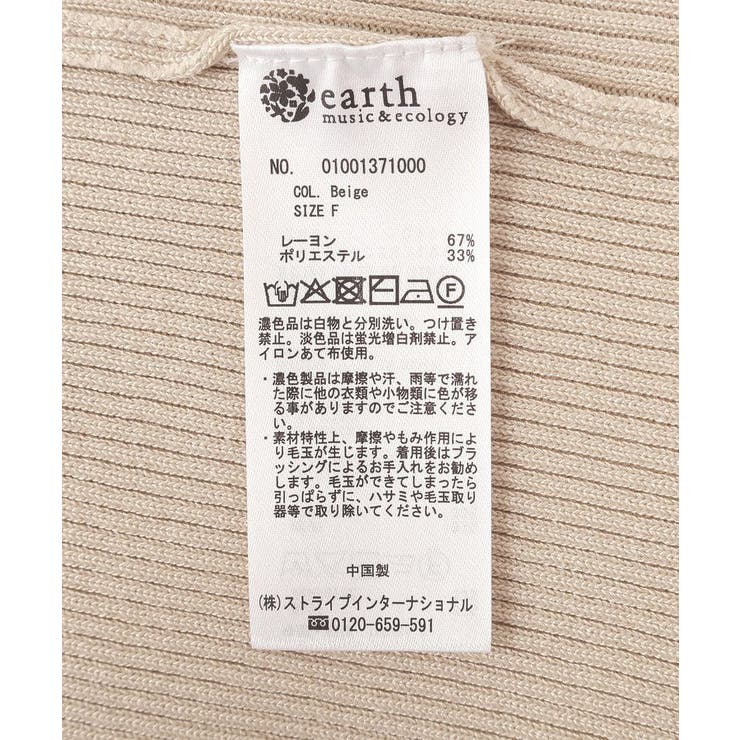 earth
music&ecology
NO. 01001371000
COL. Beige
SIZE F
レーヨン 67%
ポリエステル 33%
濃色品は白物と分別洗い。つけ置き
禁止。淡色品は蛍光増白剤禁止。ア
イロンあて布使用。
・濃色製品は摩擦や汗、雨等で濡れ
た際に他の衣類や小物類に色が移
る事がありますのでご注意くださ
い。
・素材特性上、摩擦やもみ作用によ
り毛玉が生じます。着用後はブラ
ッシングによるお手入れをお勧め
します。毛玉ができてしまったら
引っぱらずに、ハサミや毛玉取り
器等で取り除いてください。
中国製
(株)ストライプインターナショナル
0120-659-591